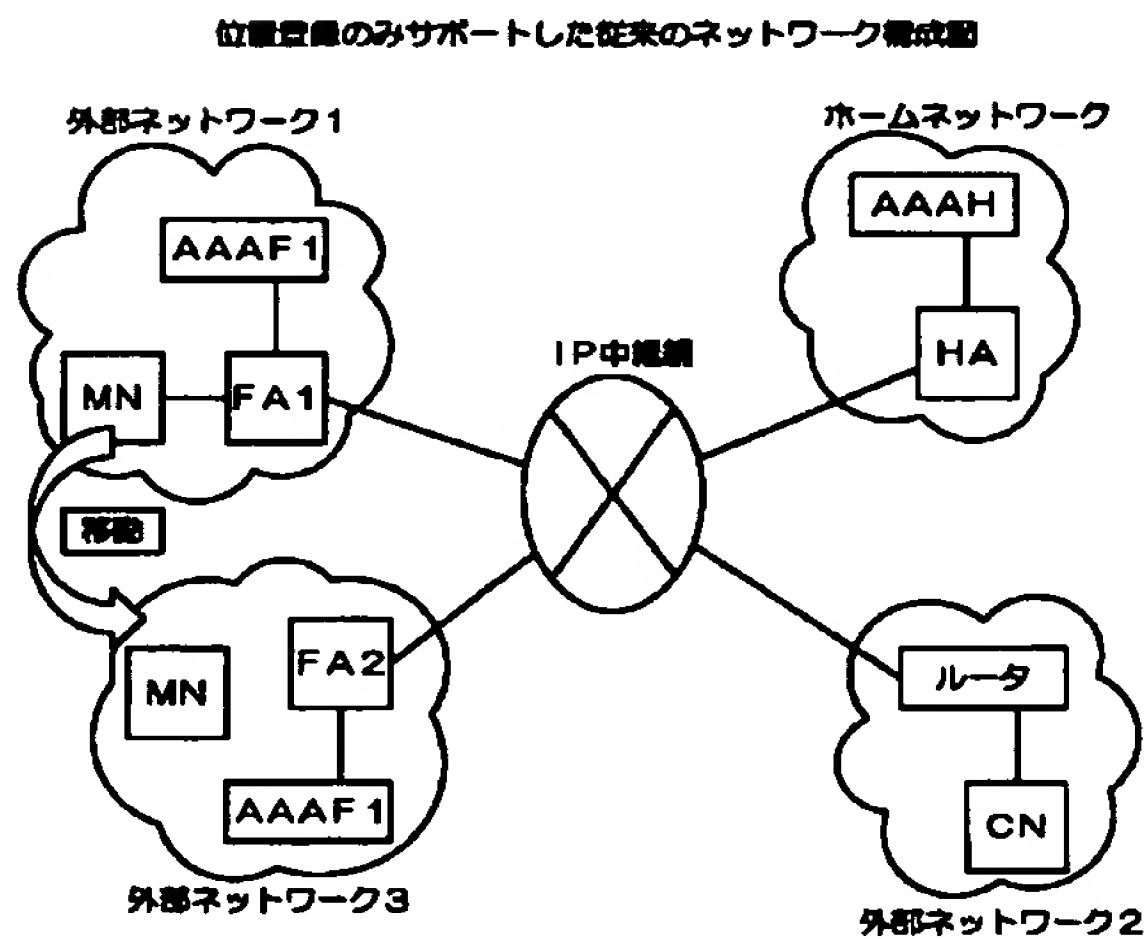 位置登録のみサポートした従来のネットワーク構成図
外部ネットワーク1
ホームネットワーク
AAAF1
AAAH
MN
FA1
IP中継網
HA
移動
MN
FA2
ルータ
AAAF1
CN
外部ネットワーク3
外部ネットワーク2